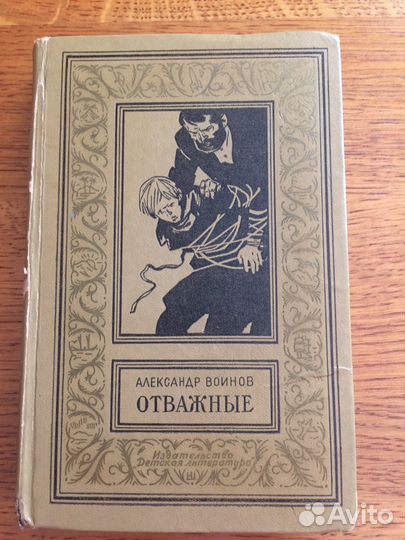 АЛЕКСАНДР ВОИНОВ
ОТВАЖНЫЕ
Издательство
Детская литература
Avito